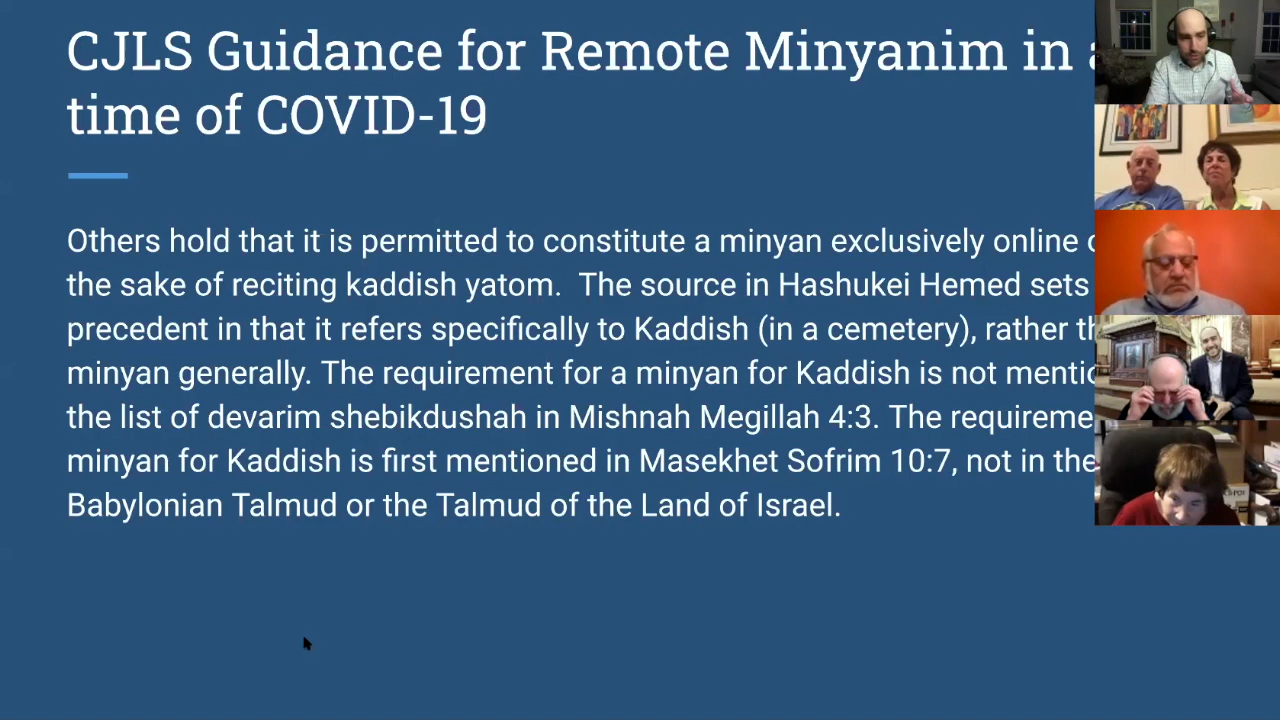 CJLS Guidance for Remote Minyanim in a
time of COVID-19
Others hold that it is permitted to constitute a minyan exclusively online
the sake of reciting kaddish yatom. The source in Hashukei Hemed sets
precedent in that it refers specifically to Kaddish (in a cemetery), rather
minyan generally. The requirement for a minyan for Kaddish is not
the list of devarim shebikdushah in Mishnah Megillah 4:3. The
minyan for Kaddish is first mentioned in Masekhet Sofrim 10:7, not in the
Babylonian Talmud or the Talmud of the Land of Israel.